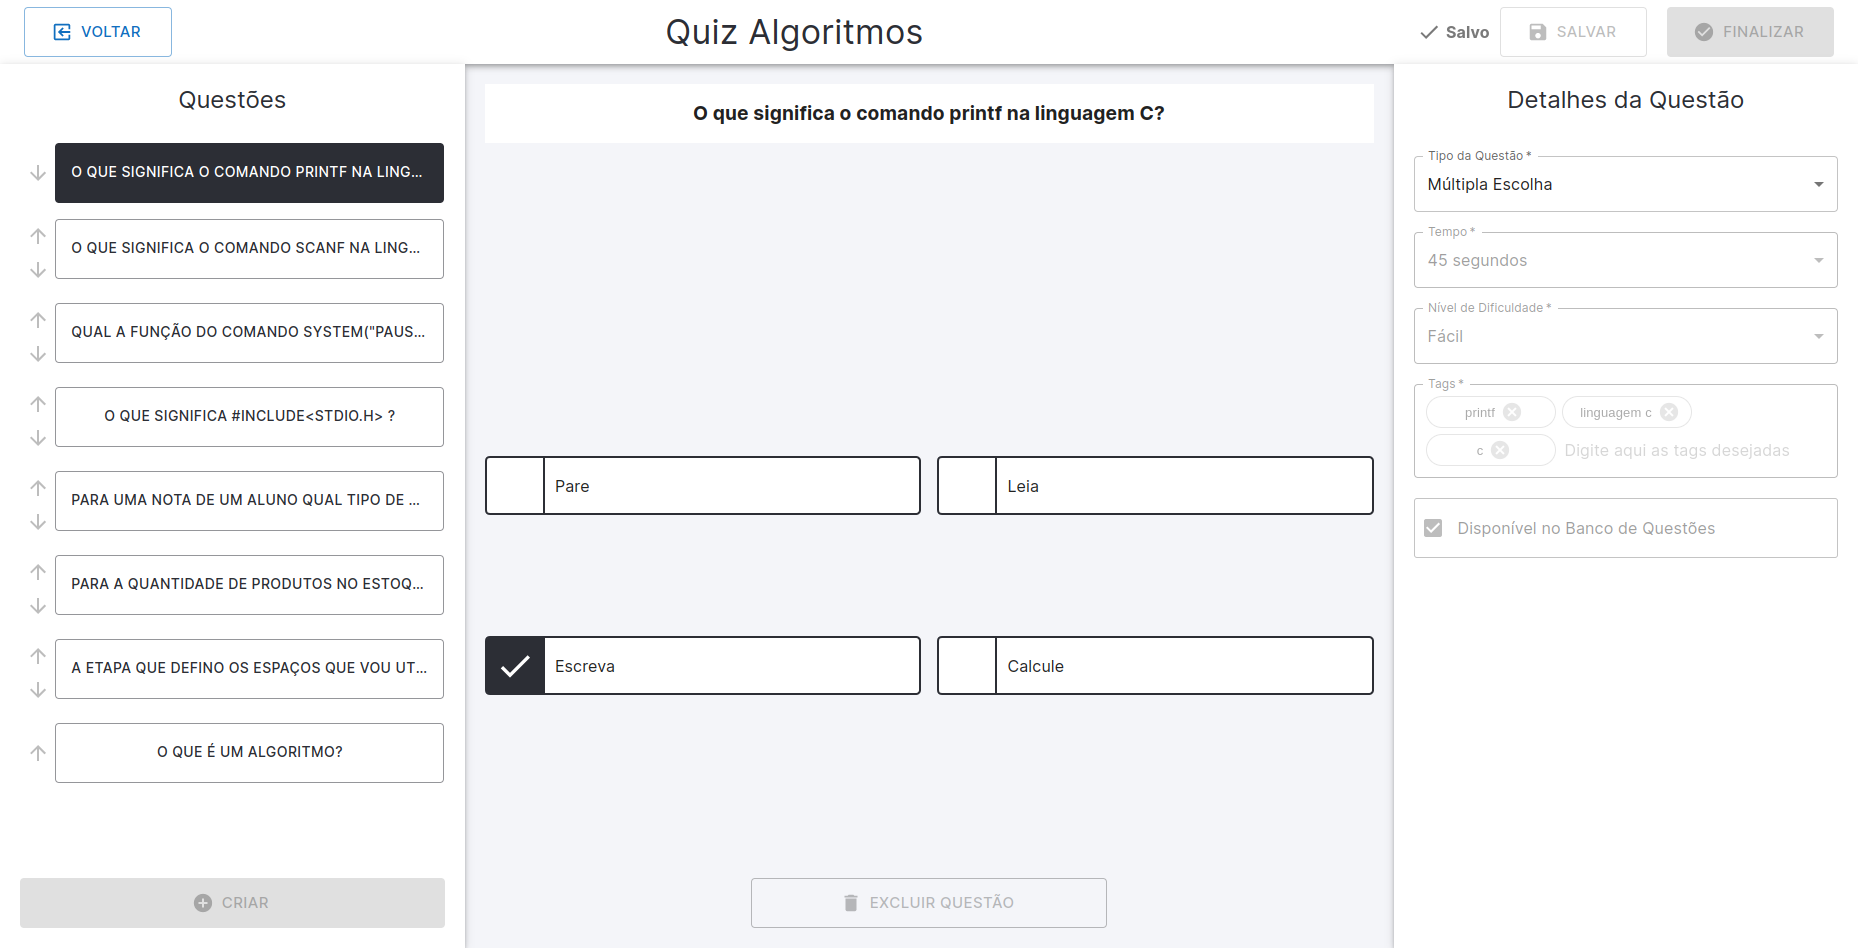 VOLTAR
Quiz Algoritmos
Salvo
SALVAR
FINALIZAR
Questões
O QUE SIGNIFICA O COMANDO PRINTF NA LING...
O QUE SIGNIFICA O COMANDO SCANF NA LING...
QUAL A FUNÇÃO DO COMANDO SYSTEM("PAUS...
O QUE SIGNIFICA #INCLUDE<STDIO.H> ?
PARA UMA NOTA DE UM ALUNO QUAL TIPO DE ...
PARA A QUANTIDADE DE PRODUTOS NO ESTOQ...
A ETAPA QUE DEFINO OS ESPAÇOS QUE VOU UT...
O QUE É UM ALGORITMO?
CRIAR
O que significa o comando printf na linguagem C?
Pare
Leia
Escreva
Calcule
EXCLUIR QUESTÃO
Detalhes da Questão
Tipo da Questão *
Múltipla Escolha
Tempo *
45 segundos
Nível de Dificuldade *
Fácil
Tags *
printf
linguagem c
c
Digite aqui as tags desejadas
Disponível no Banco de Questões